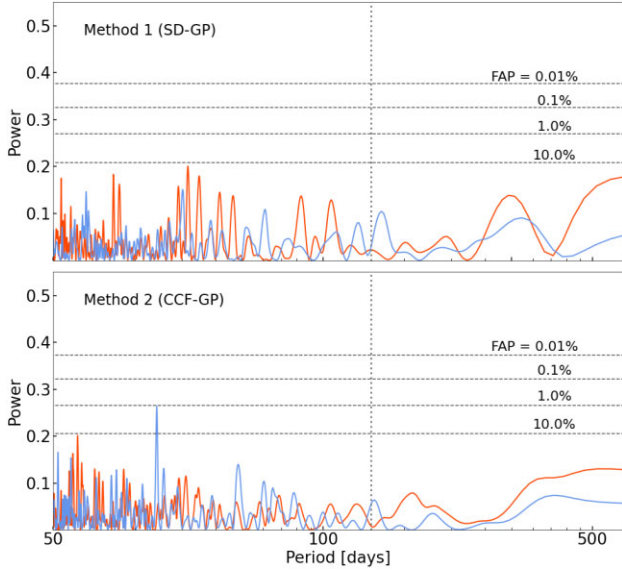 0.5
Method 1 (SD-GP)
0.4
FAP = 0.01%
0.1%
0.3
1.0%
Power
0.2
10.0%
0.1
0.5
Method 2 (CCF-GP)
0.4
FAP = 0.01%
0.1%
0.3
1.0%
Power
0.2
10.0%
0.1
50
100
500
Period [days]